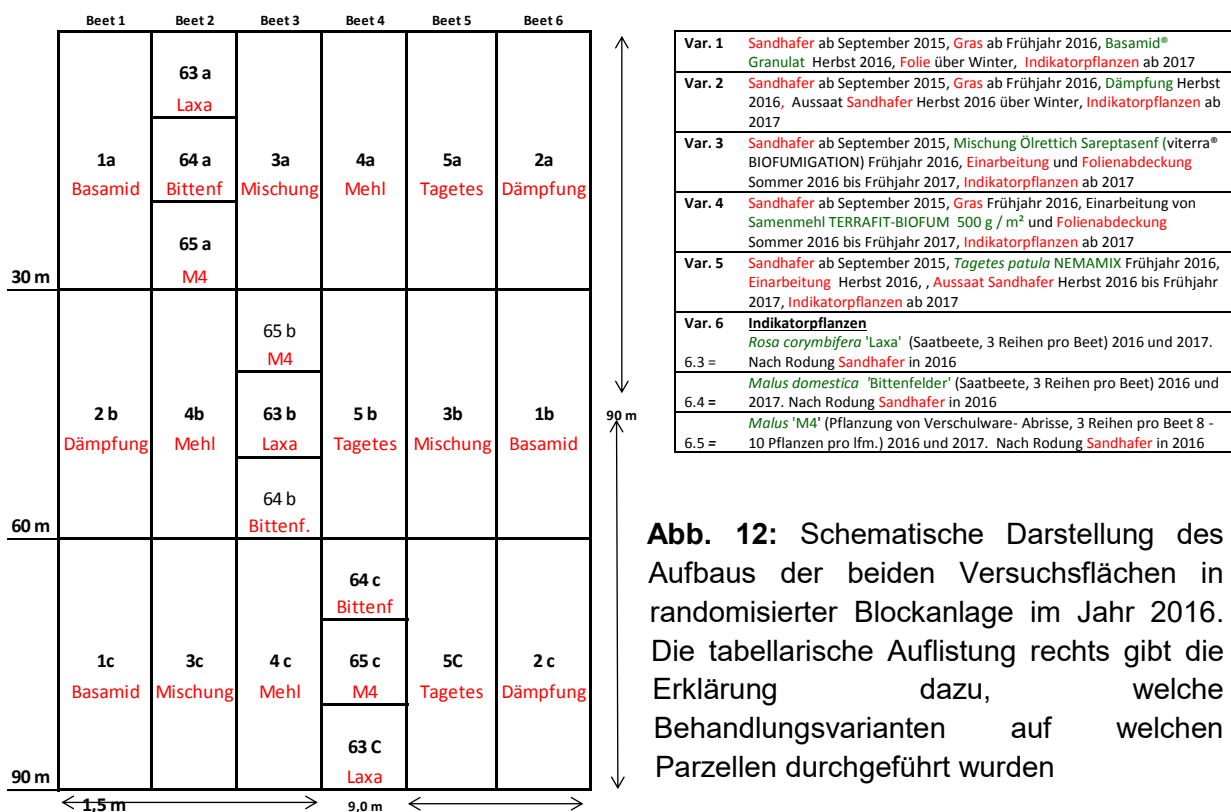 Beet 1 Beet 2 Beet 3 Beet 4 Beet 5 Beet 6
63 a
Laxa
1a 64 a 3a 4a 5a 2a
Basamid Bittenf Mischung Mehl Tagetes Dämpfung
65 a
M4
30 m
65 b
M4
2 b 4b 63 b 5 b 3b 1b
Dämpfung Mehl Laxa Tagetes Mischung Basamid
64 b
Bittenf.
60 m
64 c
Bittenf
1c 3c 4 c 65 c 5C 2 c
Basamid Mischung Mehl M4 Tagetes Dämpfung
63 C
Laxa
90 m
1,5 m 9,0 m
90 m
Var. 1 Sandhafer ab September 2015, Gras ab Frühjahr 2016, Basamid®
Granulat Herbst 2016, Folie über Winter, Indikatorpflanzen ab 2017
Var. 2 Sandhafer ab September 2015, Gras ab Frühjahr 2016, Dämpfung Herbst
2016, Aussaat Sandhafer Herbst 2016 über Winter, Indikatorpflanzen ab
2017
Var. 3 Sandhafer ab September 2015, Mischung Ölrettich Sareptasenf (viterra®
BIOFUMIGATION) Frühjahr 2016, Einarbeitung und Folienabdeckung
Sommer 2016 bis Frühjahr 2017, Indikatorpflanzen ab 2017
Var. 4 Sandhafer ab September 2015, Gras Frühjahr 2016, Einarbeitung von
Samenmehl TERRAFIT-BIOFUM 500 g / m² und Folienabdeckung
Sommer 2016 bis Frühjahr 2017, Indikatorpflanzen ab 2017
Var. 5 Sandhafer ab September 2015, Tagetes patula NEMAMIX Frühjahr 2016,
Einarbeitung Herbst 2016, , Aussaat Sandhafer Herbst 2016 bis Frühjahr
2017, Indikatorpflanzen ab 2017
Var. 6 Indikatorpflanzen
Rosa corymbifera 'Laxa' (Saatbeete, 3 Reihen pro Beet) 2016 und 2017.
6.3 = Nach Rodung Sandhafer in 2016
Malus domestica 'Bittenfelder' (Saatbeete, 3 Reihen pro Beet) 2016 und
6.4 = 2017. Nach Rodung Sandhafer in 2016
Malus 'M4' (Pflanzung von Verschulware- Abrisse, 3 Reihen pro Beet 8 -
6.5 = 10 Pflanzen pro lfm.) 2016 und 2017. Nach Rodung Sandhafer in 2016
Abb. 12: Schematische Darstellung des
Aufbaus der beiden Versuchsflächen in
randomisierter Blockanlage im Jahr 2016.
Die tabellarische Auflistung rechts gibt die
Erklärung dazu, welche
Behandlungsvarianten auf welchen
Parzellen durchgeführt wurden